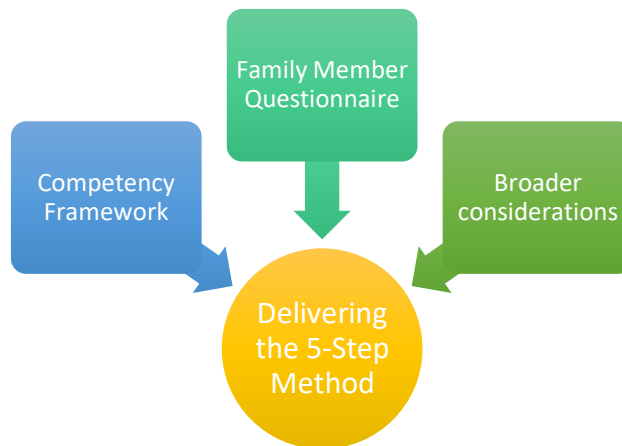 Family Member
Questionnaire
Competency
Framework
Broader
considerations
Delivering
the 5-Step
Method